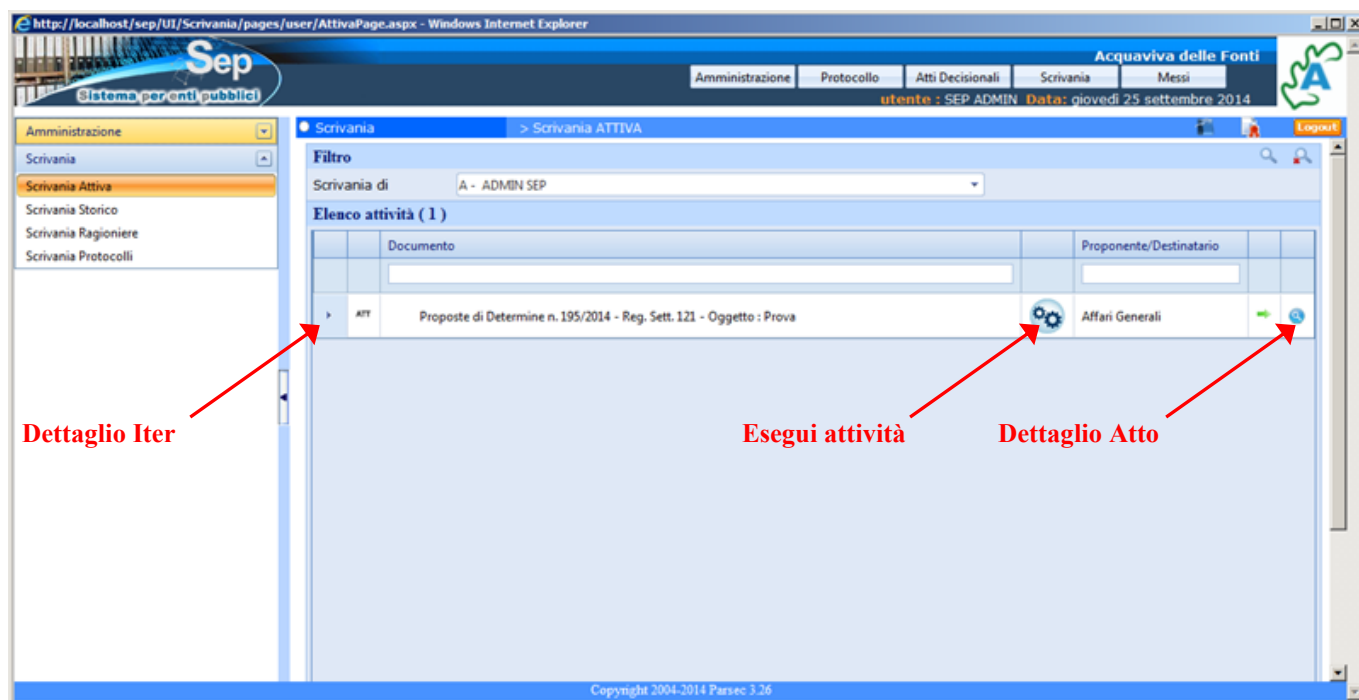 http://localhost/sep/UI/Scrivania/pages/user/AttivaPage.aspx - Windows Internet Explorer
Sep
Sistema per enti pubblici
Acquaviva delle Fonti
Amministrazione Protocollo Atti Decisionali Scrivania Messi
utente : SEP ADMIN Data: giovedì 25 settembre 2014
A
Amministrazione
Scrivania
Scrivania Attiva
Scrivania Storico
Scrivania Ragioniere
Scrivania Protocolli
Scrivania > Scrivania ATTIVA Logout
Filtro
Scrivania di A - ADMIN SEP
Elenco attività ( 1 )
Documento Proponente/Destinatario
ATT Proposte di Determine n. 195/2014 - Reg. Sett. 121 - Oggetto : Prova Affari Generali
Dettaglio Iter Esegui attività Dettaglio Atto
Copyright 2004-2014 Parsec 3.26